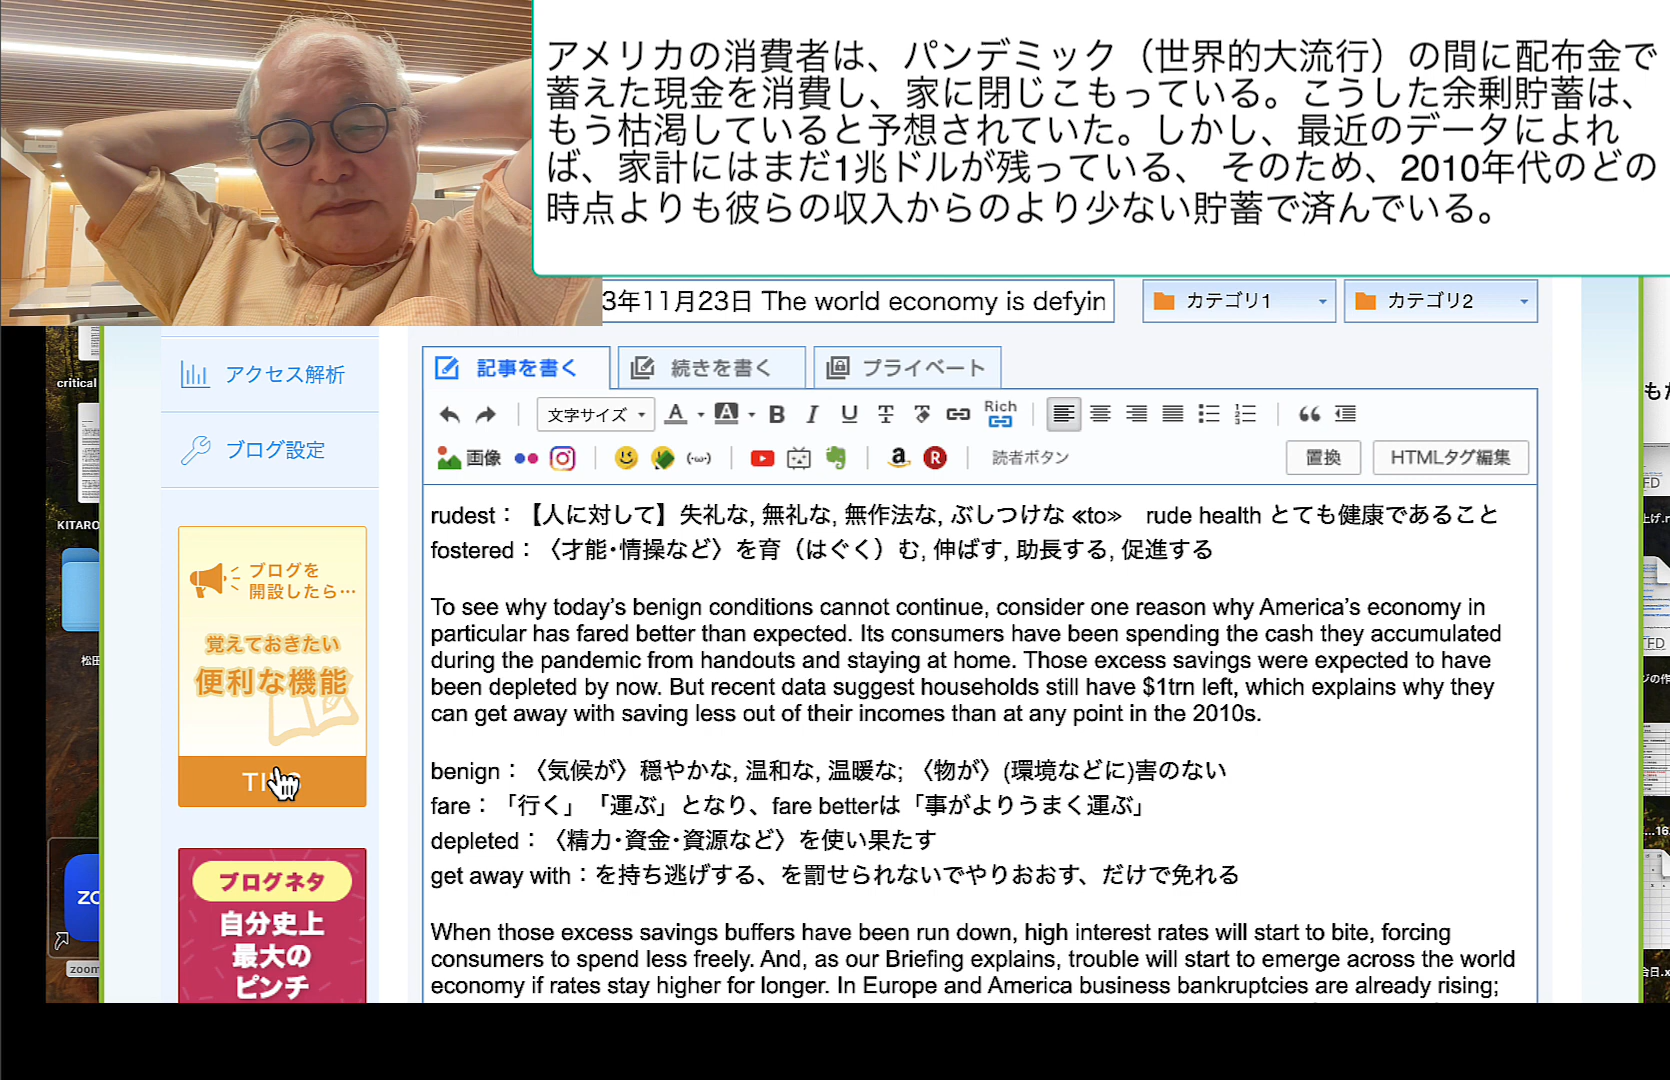 アメリカの消費者は、パンデミック（世界的大流行）の間に配布金で
蓄えた現金を消費し、家に閉じこもっている。こうした余剰貯蓄は、
もう枯渇していると予想されていた。しかし、最近のデータによれ
ば、家計にはまだ1兆ドルが残っている、 そのため、2010年代のどの
時点よりも彼らの収入からのより少ない貯蓄で済んでいる。
3年11月23日 The world economy is defyin
カテゴリ1
カテゴリ2
critical
KITARO
松田
zoom
アクセス解析
ブログ設定
ブログを
開設したら…
覚えておきたい
便利な機能
ブログネタ
自分史上
最大の
ピンチ
記事を書く
続きを書く
プライベート
文字サイズ
A
A
B
I
U
T
Rich
画像
(·ω·)
a
R
読者ボタン
置換
HTMLタグ編集
rudest：【人に対して】失礼な, 無礼な, 無作法な, ぶしつけな ≪to≫　rude health とても健康であること
fostered：〈才能･情操など〉を育（はぐく）む, 伸ばす, 助長する, 促進する
To see why today’s benign conditions cannot continue, consider one reason why America’s economy in
particular has fared better than expected. Its consumers have been spending the cash they accumulated
during the pandemic from handouts and staying at home. Those excess savings were expected to have
been depleted by now. But recent data suggest households still have $1trn left, which explains why they
can get away with saving less out of their incomes than at any point in the 2010s.
benign：〈気候が〉穏やかな, 温和な, 温暖な; 〈物が〉(環境などに)害のない
fare：「行く」「運ぶ」となり、fare betterは「事がよりうまく運ぶ」
depleted：〈精力･資金･資源など〉を使い果たす
get away with：を持ち逃げする、を罰せられないでやりおおす、だけで免れる
When those excess savings buffers have been run down, high interest rates will start to bite, forcing
consumers to spend less freely. And, as our Briefing explains, trouble will start to emerge across the world
economy if rates stay higher for longer. In Europe and America business bankruptcies are already rising;